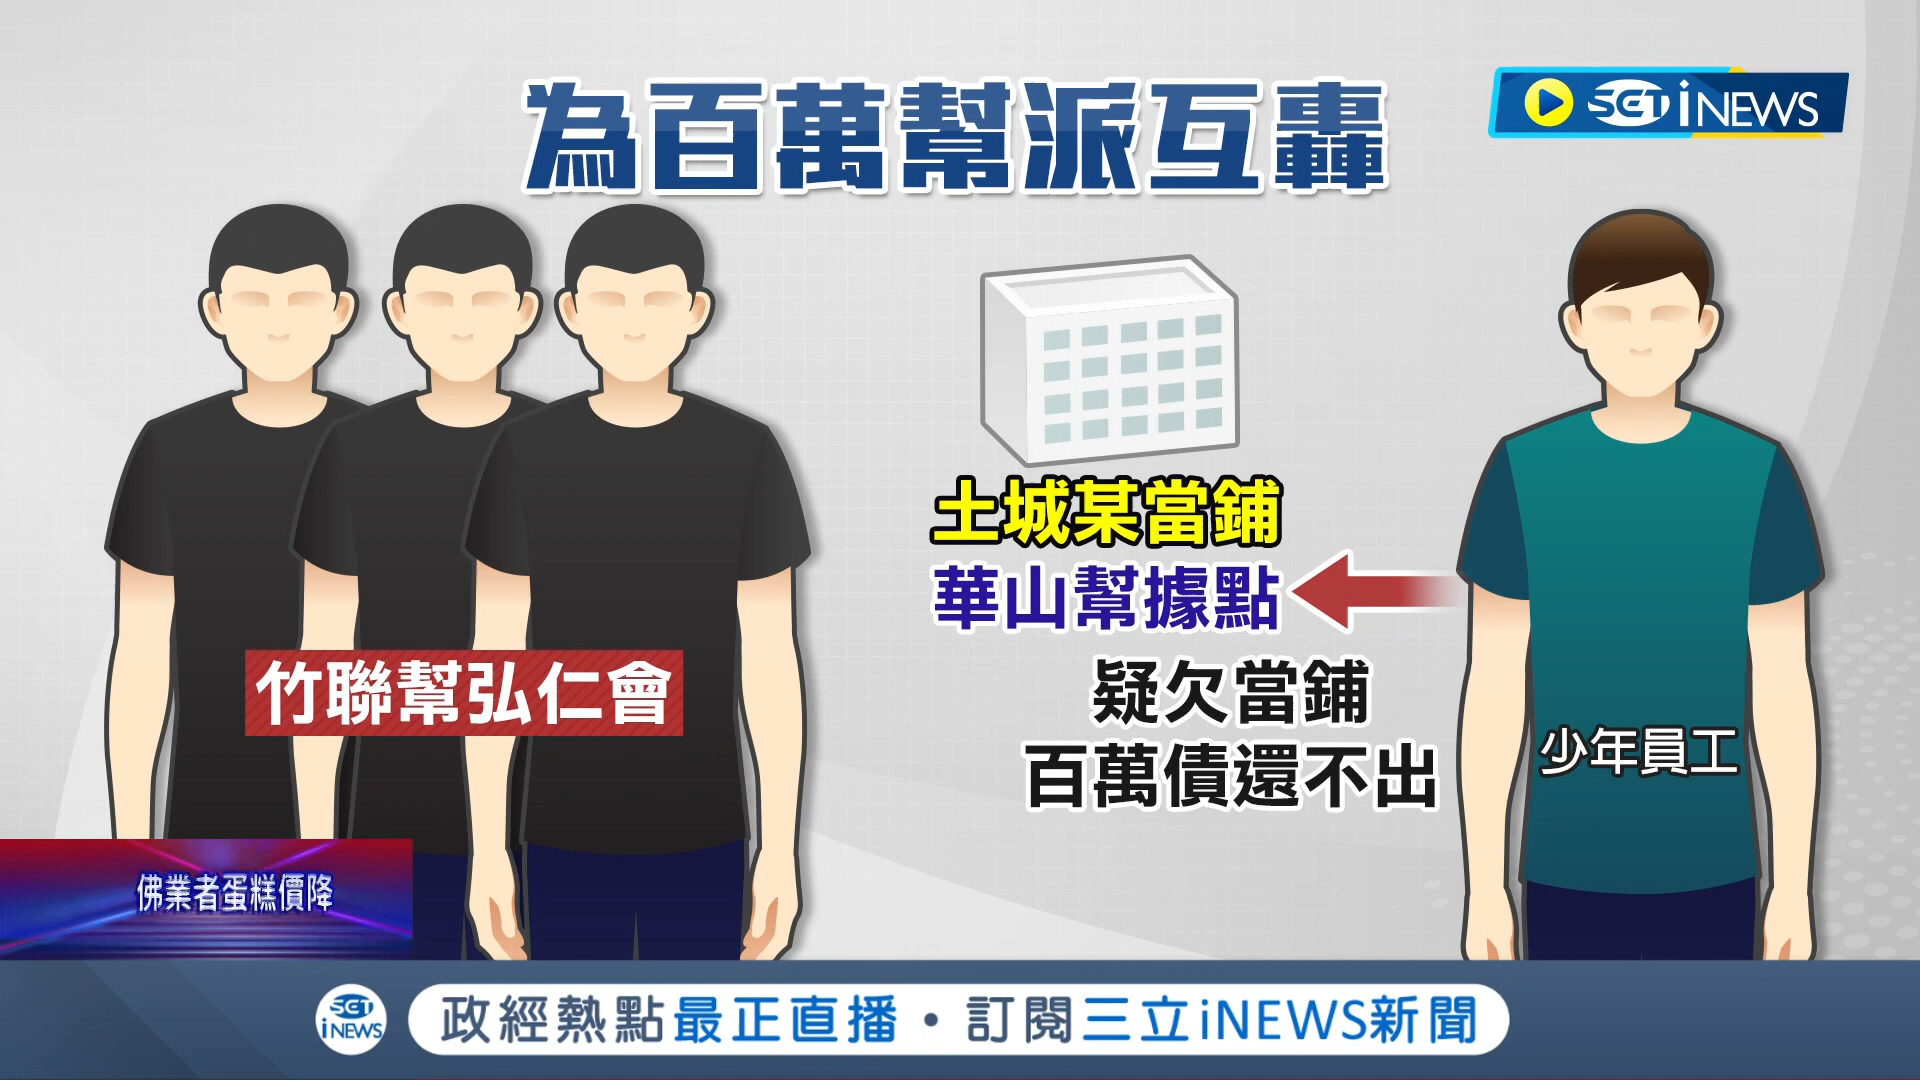 為百萬幫派互轟
SET iNEWS
土城某當鋪
華山幫據點
疑欠當鋪
百萬債還不出
竹聯幫弘仁會
少年員工
佛業者蛋糕價降
SET iNEWS
政經熱點最正直播・訂閱三立iNEWS新聞